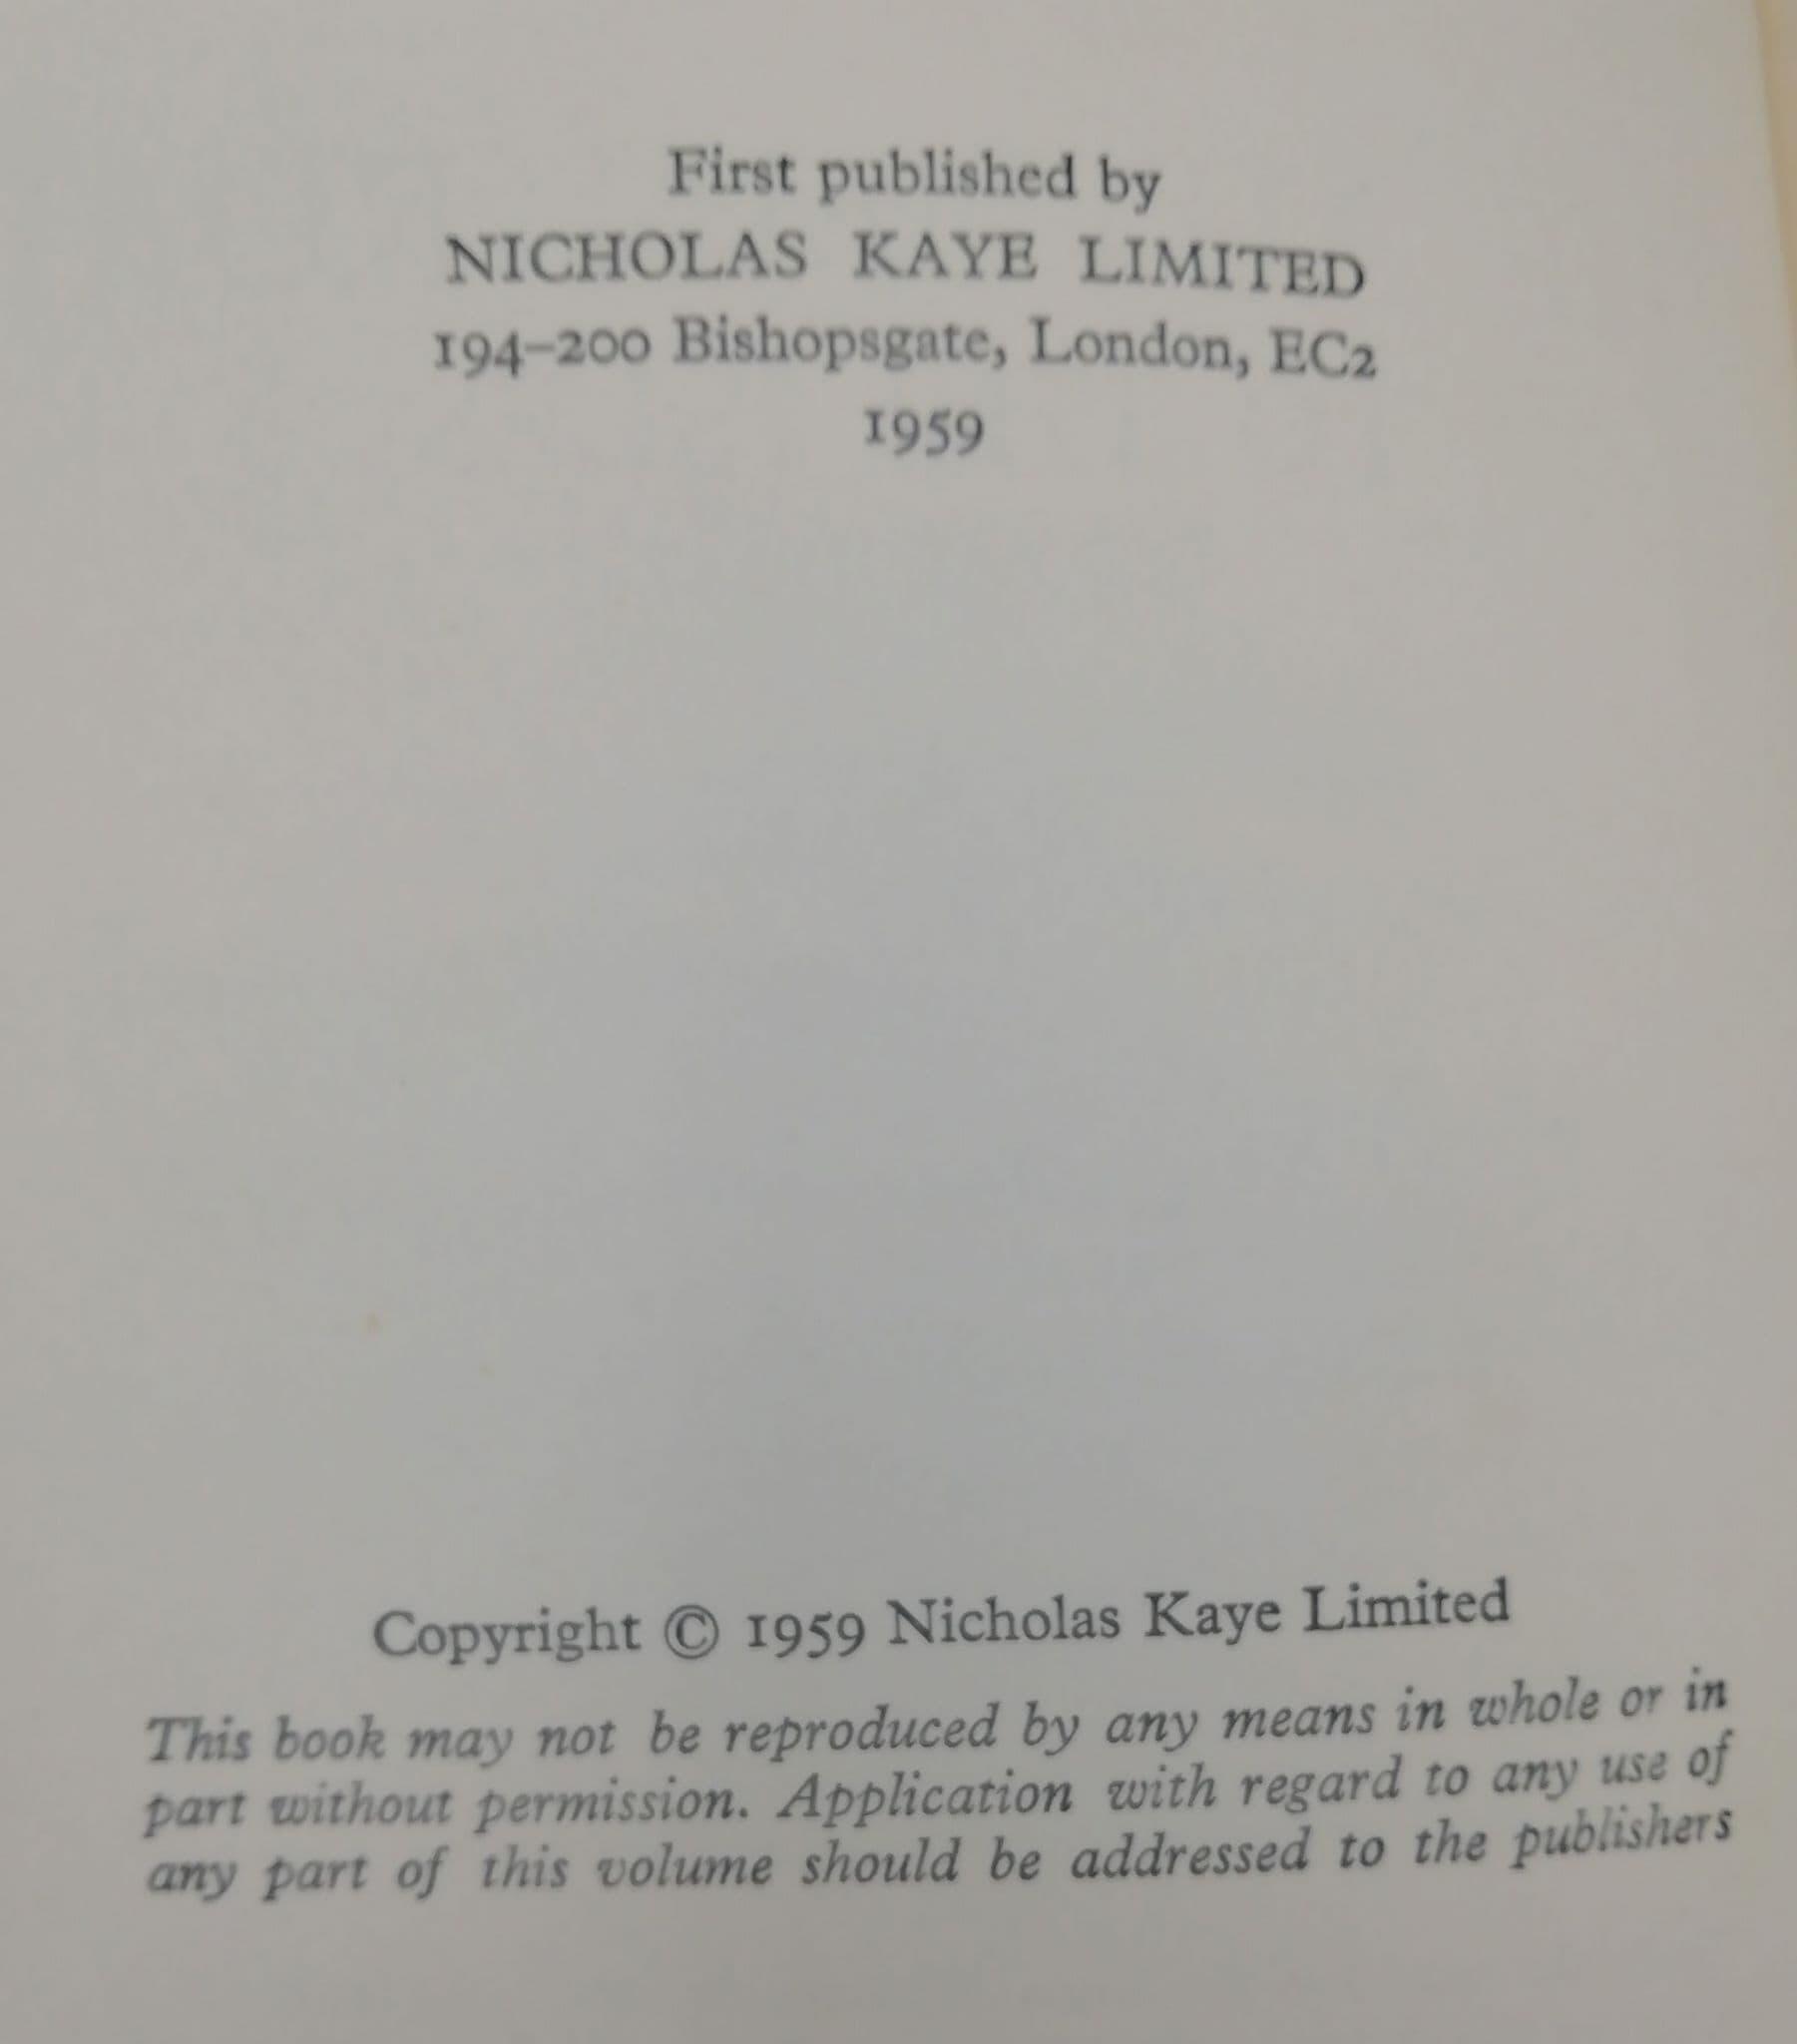 First published by
NICHOLAS KAYE LIMITED
194–200 Bishopsgate, London, EC2
1959
Copyright © 1959 Nicholas Kaye Limited
This book may not be reproduced by any means in whole or in
part without permission. Application with regard to any use of
any part of this volume should be addressed to the publishers